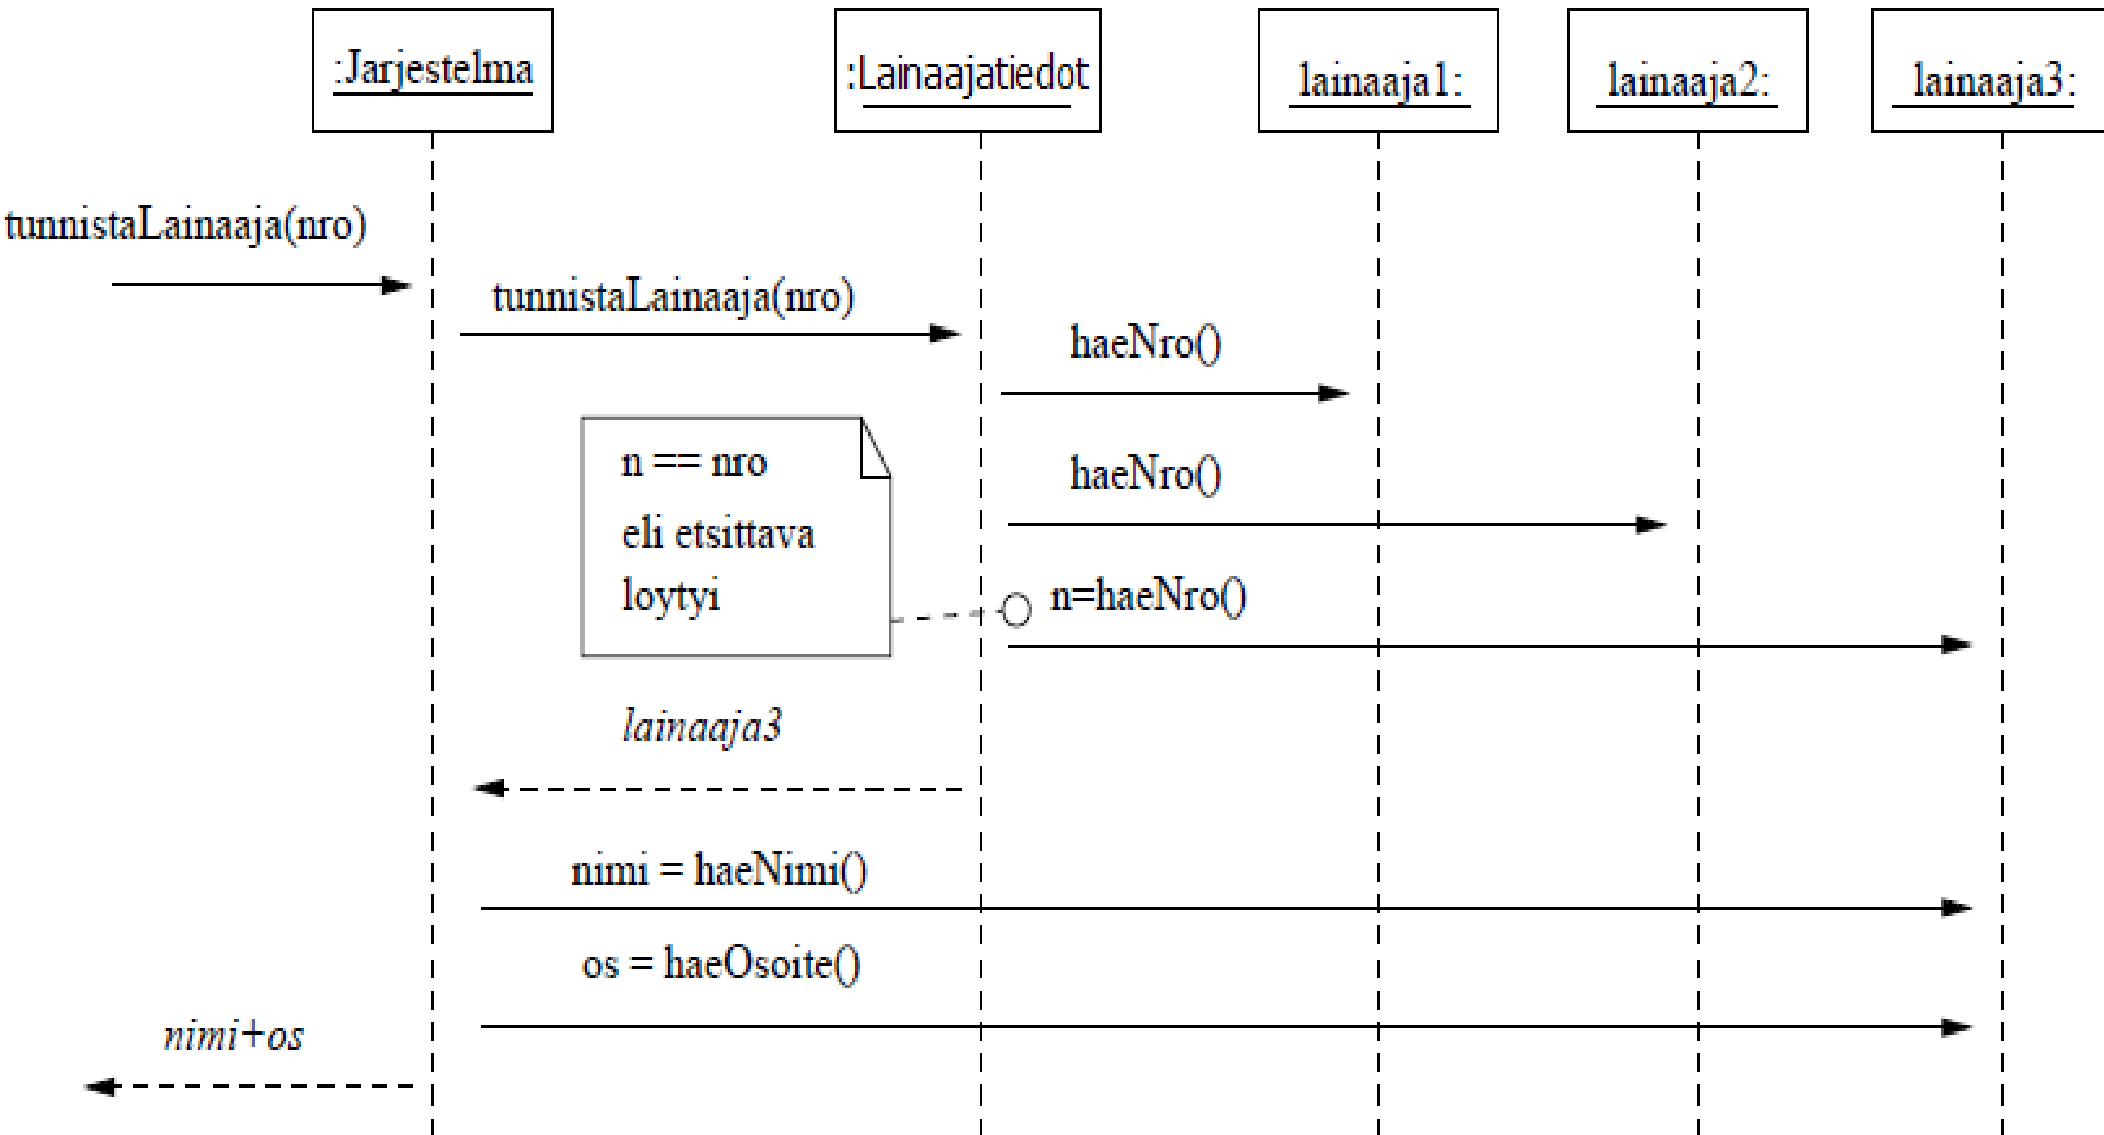 :Jarjestelma
:Lainaajatiedot
lainaaja1:
lainaaja2:
lainaaja3:
tunnistaLainaaja(nro)
tunnistaLainaaja(nro)
haeNro()
n == nro
eli etsittava
loytyi
haeNro()
n=haeNro()
lainaaja3
nimi = haeNimi()
os = haeOsoite()
nimi+os